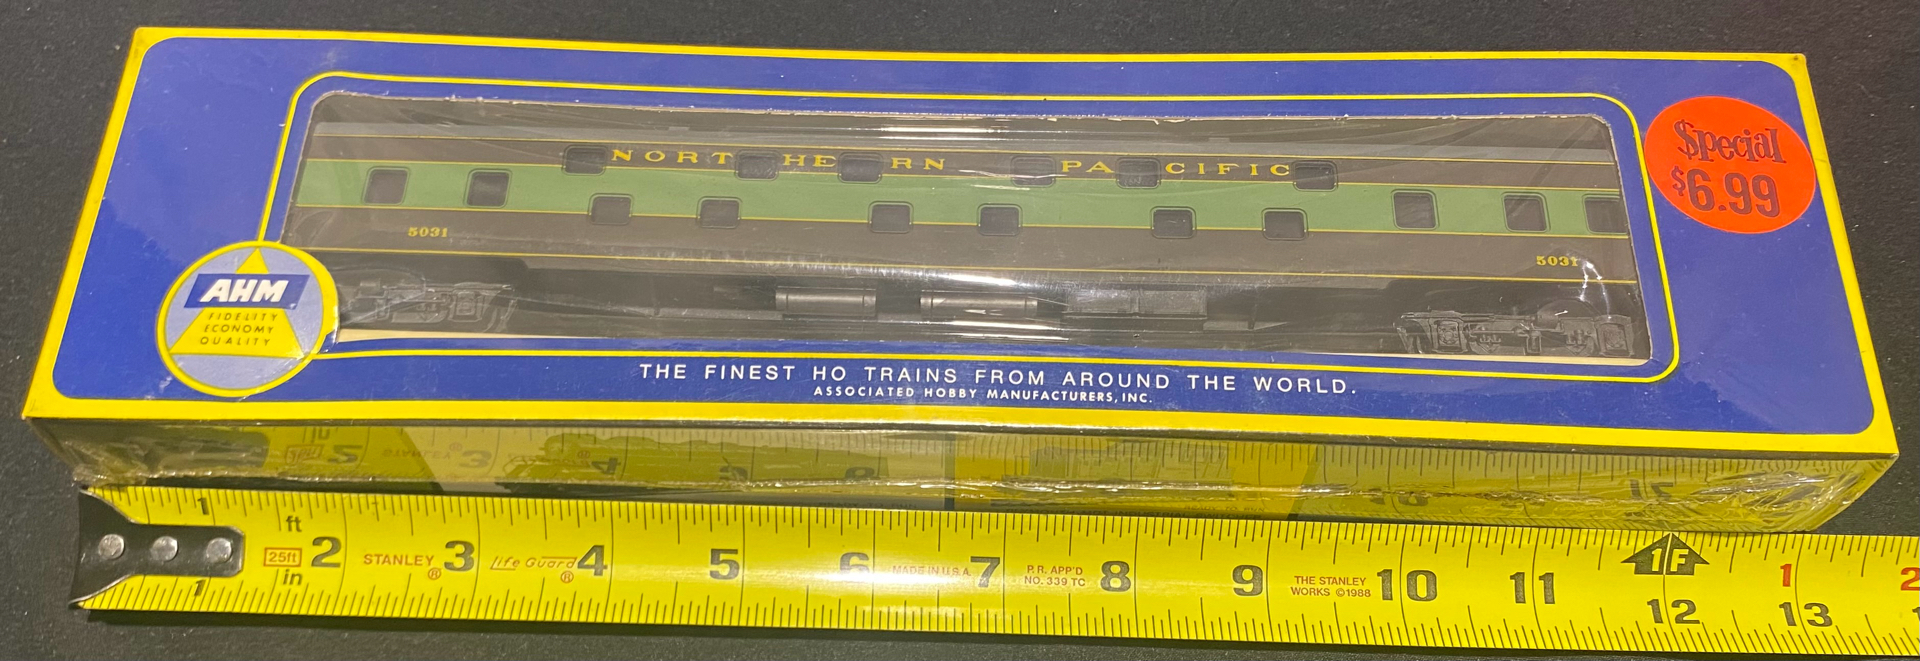 NORTHERN PACIFIC
Special
$6.99
5031
5031
AHM
FIDELITY
ECONOMY
QUALITY
THE FINEST HO TRAINS FROM AROUND THE WORLD.
ASSOCIATED HOBBY MANUFACTURERS, INC.
1 ft 2 3 4 5 6 7 8 9 10 11 1F 1 2
25ft STANLEY® Life Guard® MADE IN U.S.A. P.R. APP'D THE STANLEY
in NO. 339 TC WORKS ©1988
1 12 13